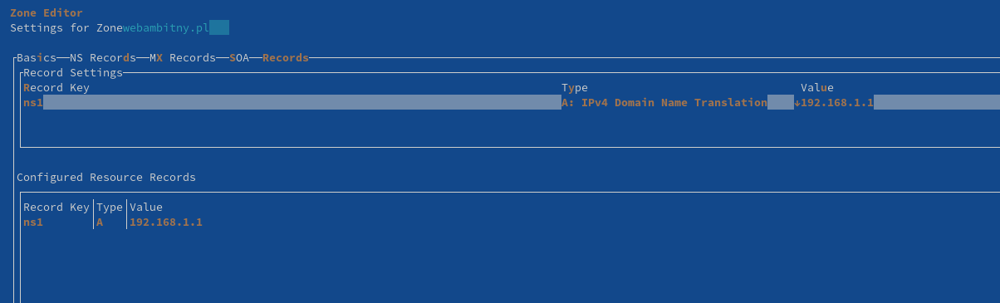 Zone Editor
Settings for Zonewebambitny.pl
Basics NS Records MX Records SOA Records
Record Settings
Record Key Type Value
ns1 A: IPv4 Domain Name Translation ↓192.168.1.1
Configured Resource Records
Record Key Type Value
ns1 A 192.168.1.1